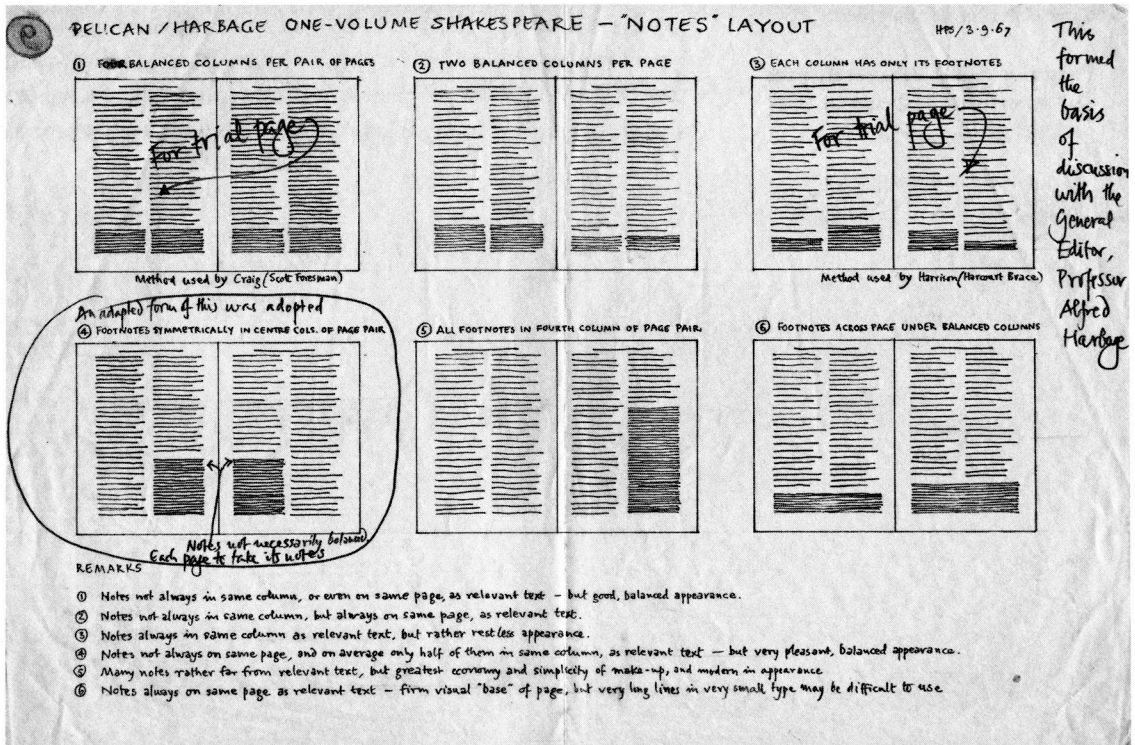 PELICAN/HARBAGE ONE-VOLUME SHAKESPEARE — "NOTES" LAYOUT
HPS/3.9.67
This
formed
the
basis
of
discussion
with the
General
Editor,
Professor
Alfred
Harbage
① FOUR BALANCED COLUMNS PER PAIR OF PAGES
② TWO BALANCED COLUMNS PER PAGE
③ EACH COLUMN HAS ONLY ITS FOOTNOTES
For trial page
For trial page
Method used by Craig (Scott Foresman)
Method used by Harrison (Harcourt Brace)
An adapted form of this was adopted
④ FOOTNOTES SYMMETRICALLY IN CENTRE COLS. OF PAGE PAIR
⑤ ALL FOOTNOTES IN FOURTH COLUMN OF PAGE PAIR.
⑥ FOOTNOTES ACROSS PAGE UNDER BALANCED COLUMNS
Notes not necessarily balanced.
Each page to take its notes
REMARKS
① Notes not always in same column, or even on same page, as relevant text — but good, balanced appearance.
② Notes not always in same column, but always on same page, as relevant text.
③ Notes always in same column as relevant text, but rather restless appearance.
④ Notes not always on same page, and on average only half of them in same column, as relevant text — but very pleasant, balanced appearance.
⑤ Many notes rather far from relevant text, but greatest economy and simplicity of make-up, and modern in appearance
⑥ Notes always on same page as relevant text — firm visual "base" of page, but very long lines in very small type may be difficult to use